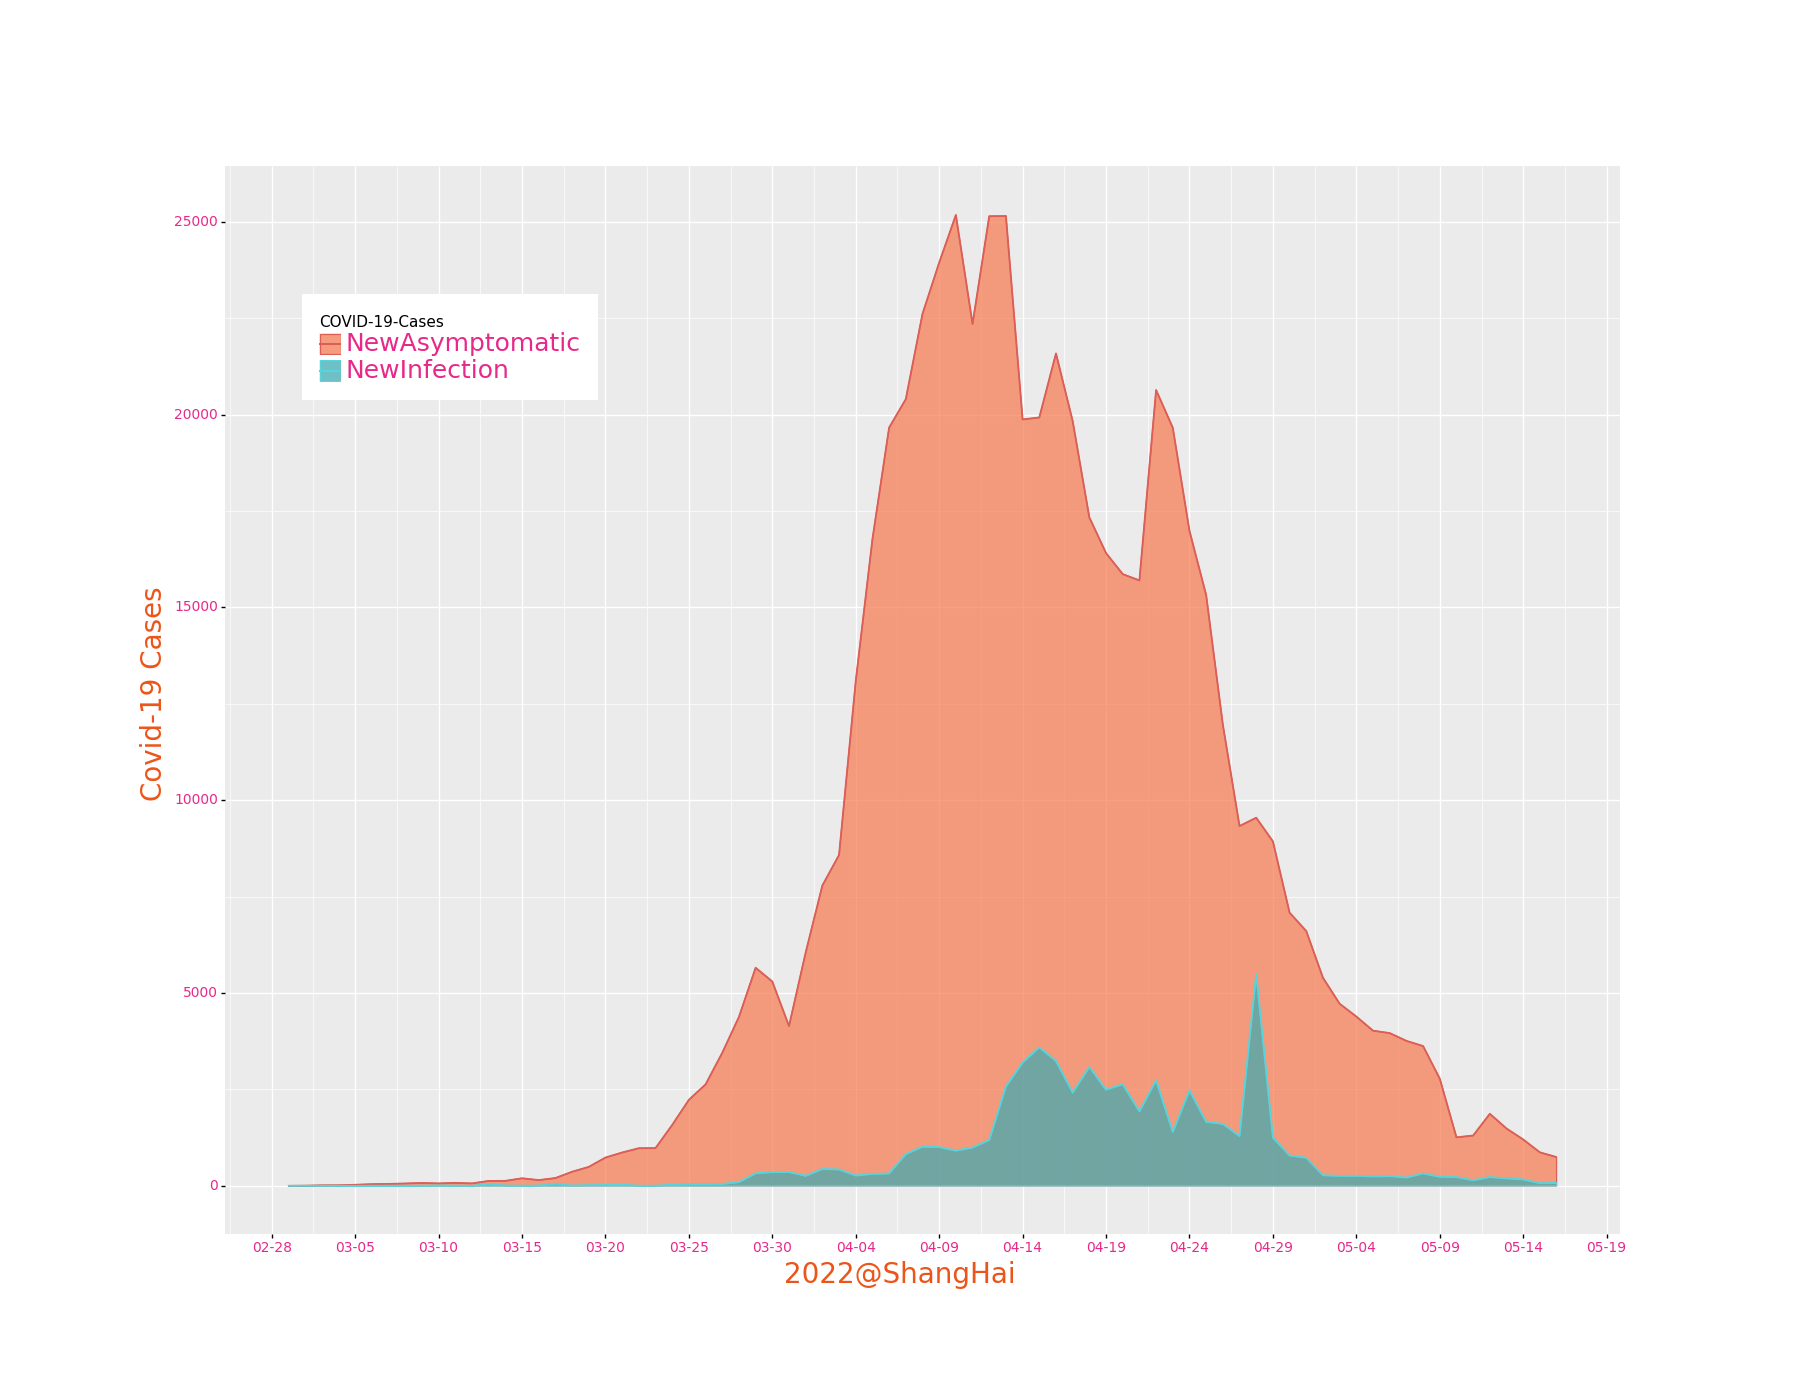 25000
COVID-19-Cases
NewAsymptomatic
NewInfection
20000
15000
Covid-19 Cases
10000
5000
0
02-28 03-05 03-10 03-15 03-20 03-25 03-30 04-04 04-09 04-14 04-19 04-24 04-29 05-04 05-09 05-14 05-19
2022@ShangHai